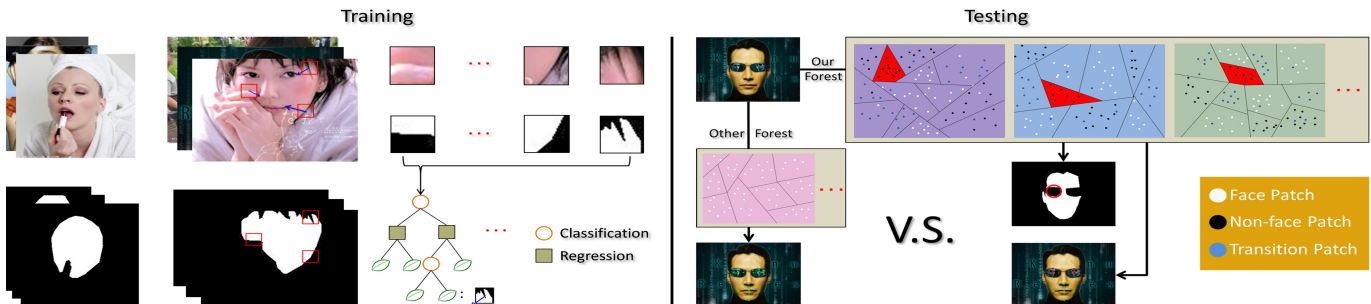 Training
Testing
Our
Forest
Other Forest
V.S.
Classification
Regression
:
Face Patch
Non-face Patch
Transition Patch